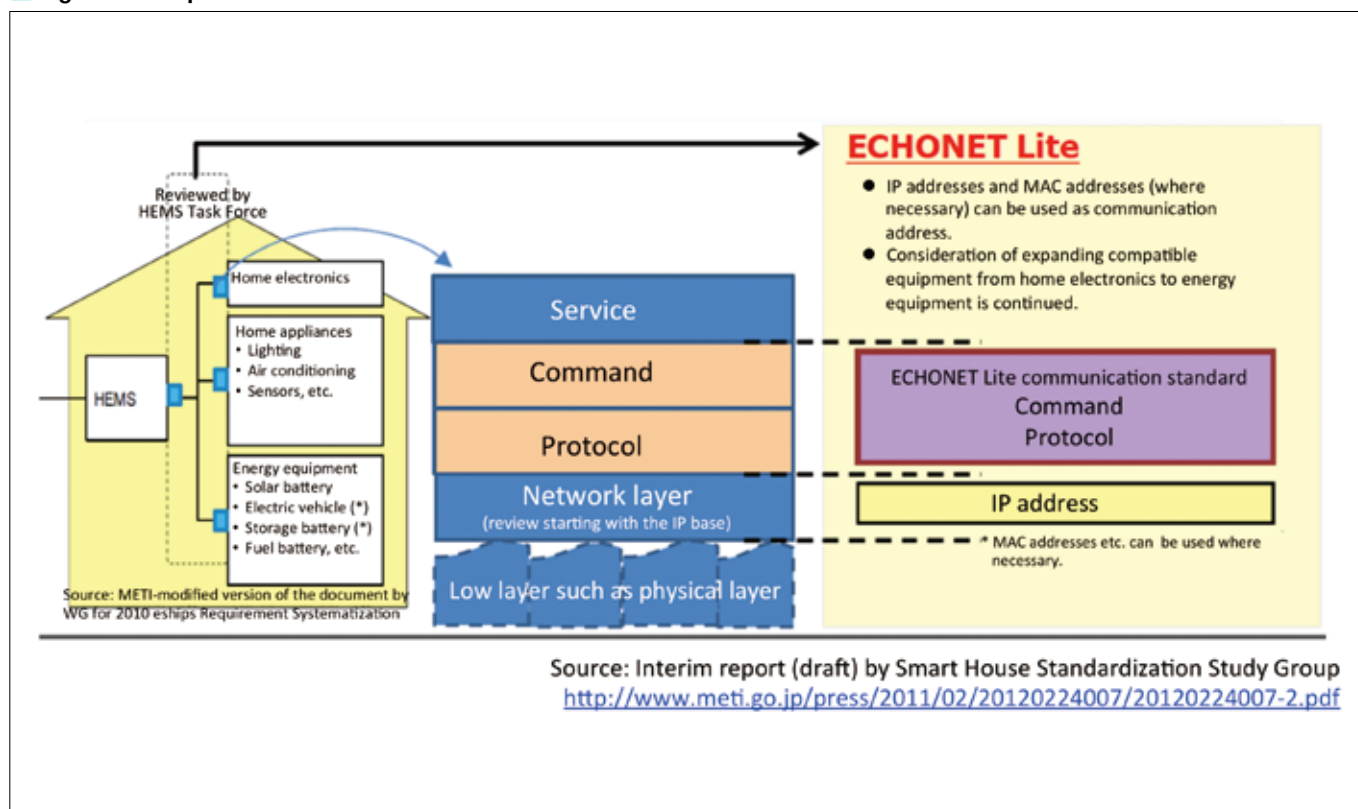 Reviewed by
HEMS Task Force
HEMS
Home electronics
Home appliances
• Lighting
• Air conditioning
• Sensors, etc.
Energy equipment
• Solar battery
• Electric vehicle (*)
• Storage battery (*)
• Fuel battery, etc.
Source: METI-modified version of the document by
WG for 2010 eships Requirement Systematization
Service
Command
Protocol
Network layer
(review starting with the IP base)
Low layer such as physical layer
ECHONET Lite
● IP addresses and MAC addresses (where
necessary) can be used as communication
address.
● Consideration of expanding compatible
equipment from home electronics to energy
equipment is continued.
ECHONET Lite communication standard
Command
Protocol
IP address
* MAC addresses etc. can be used where
necessary.
Source: Interim report (draft) by Smart House Standardization Study Group
http://www.meti.go.jp/press/2011/02/20120224007/20120224007-2.pdf